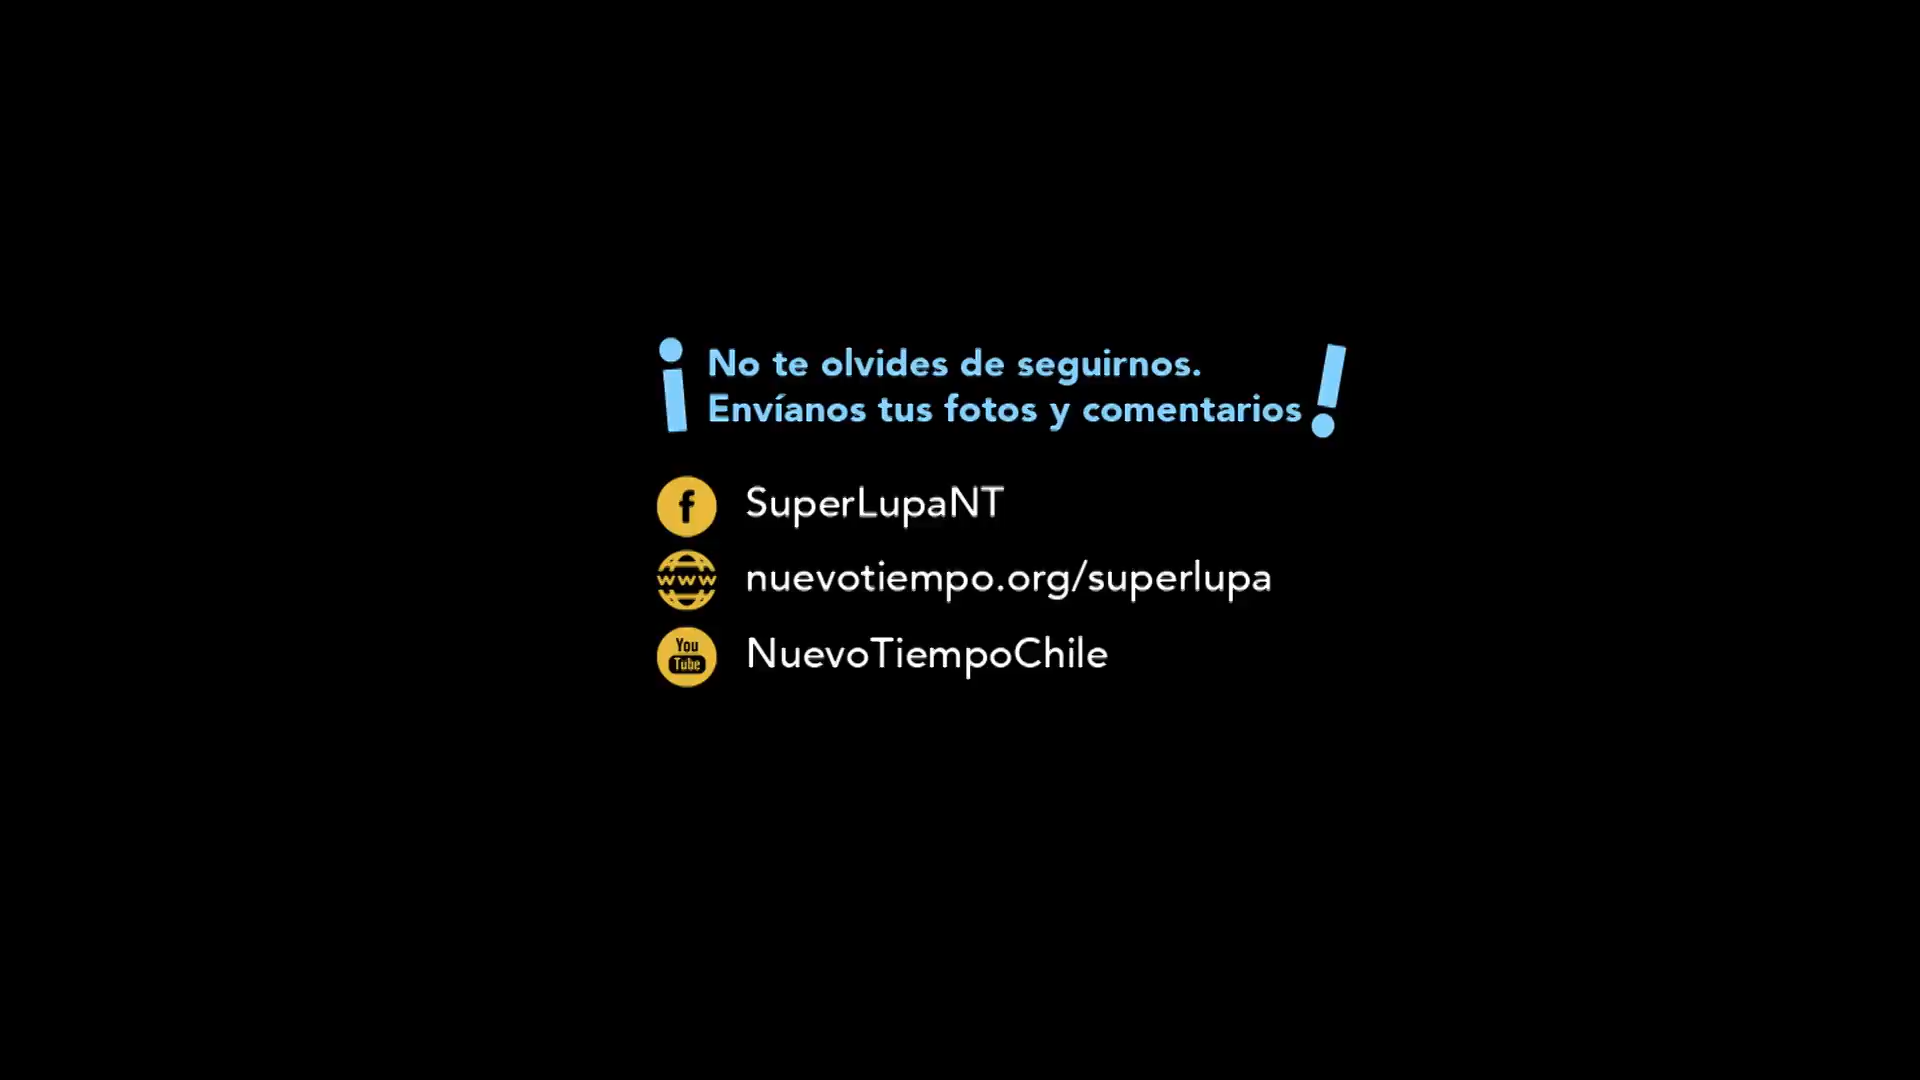 ¡No te olvides de seguirnos.
Envíanos tus fotos y comentarios!
f SuperLupaNT
www nuevotiempo.org/superlupa
You Tube NuevoTiempoChile